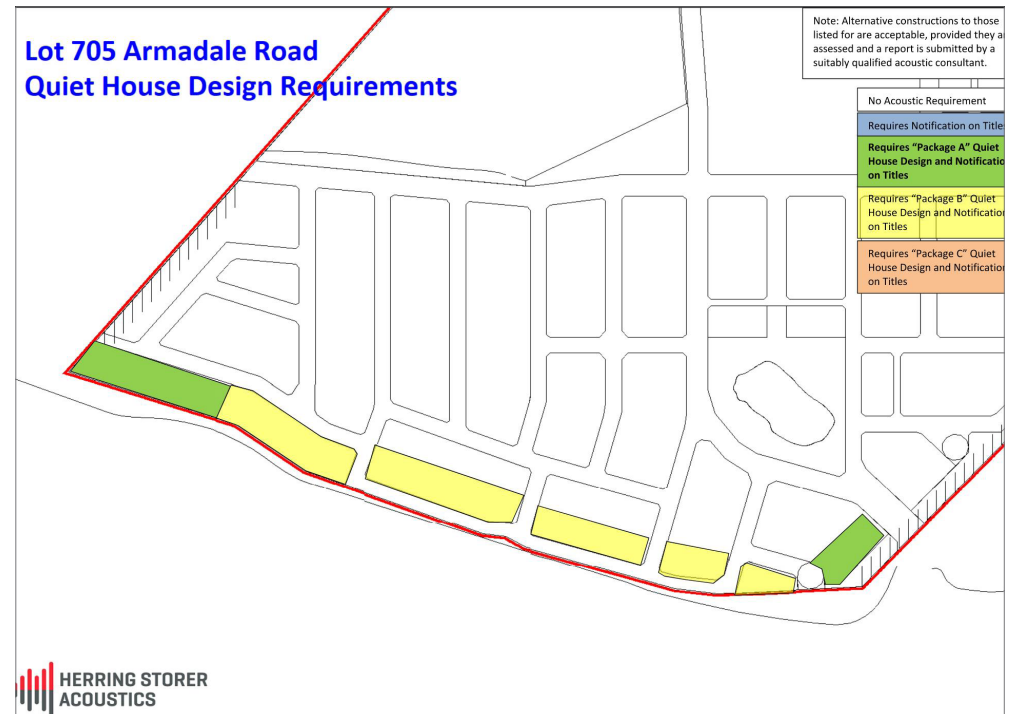 Lot 705 Armadale Road
Quiet House Design Requirements
Note: Alternative constructions to those
listed for are acceptable, provided they
assessed and a report is submitted by a
suitably qualified acoustic consultant.
No Acoustic Requirement
Requires Notification on Title
Requires “Package A” Quiet
House Design and Notificatio
on Titles
Requires “Package B” Quiet
House Design and Notification
on Titles
Requires “Package C” Quiet
House Design and Notification
on Titles
HERRING STORER
ACOUSTICS